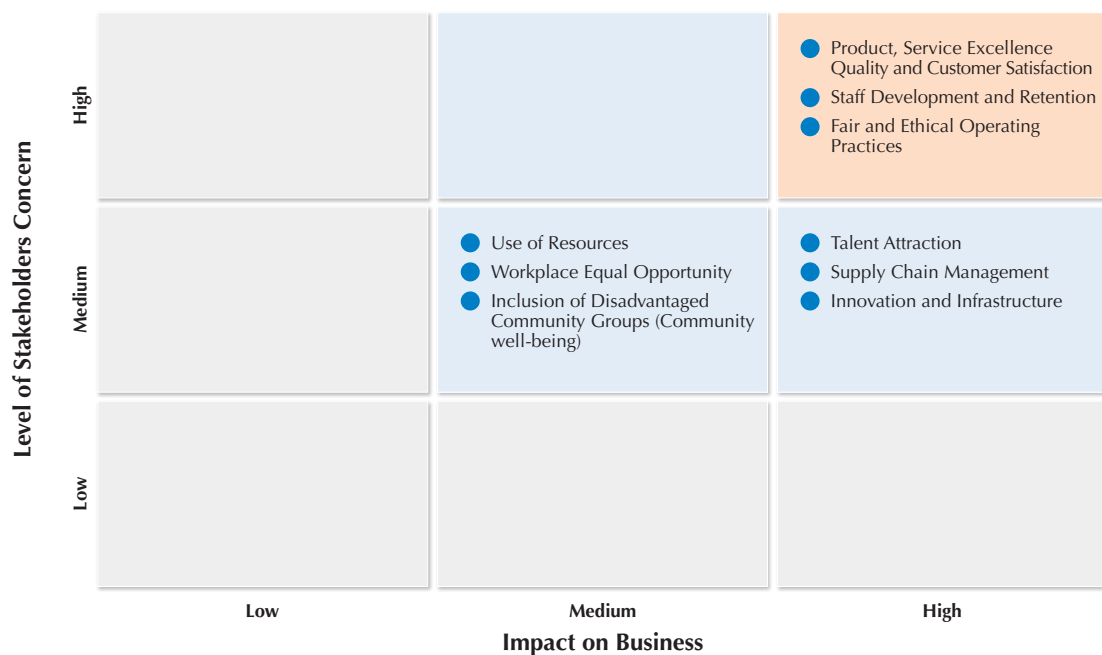 Level of Stakeholders Concern
High
Product, Service Excellence
Quality and Customer Satisfaction
Staff Development and Retention
Fair and Ethical Operating
Practices
Medium
Use of Resources
Workplace Equal Opportunity
Inclusion of Disadvantaged
Community Groups (Community
well-being)
Talent Attraction
Supply Chain Management
Innovation and Infrastructure
Low
Low
Medium
High
Impact on Business